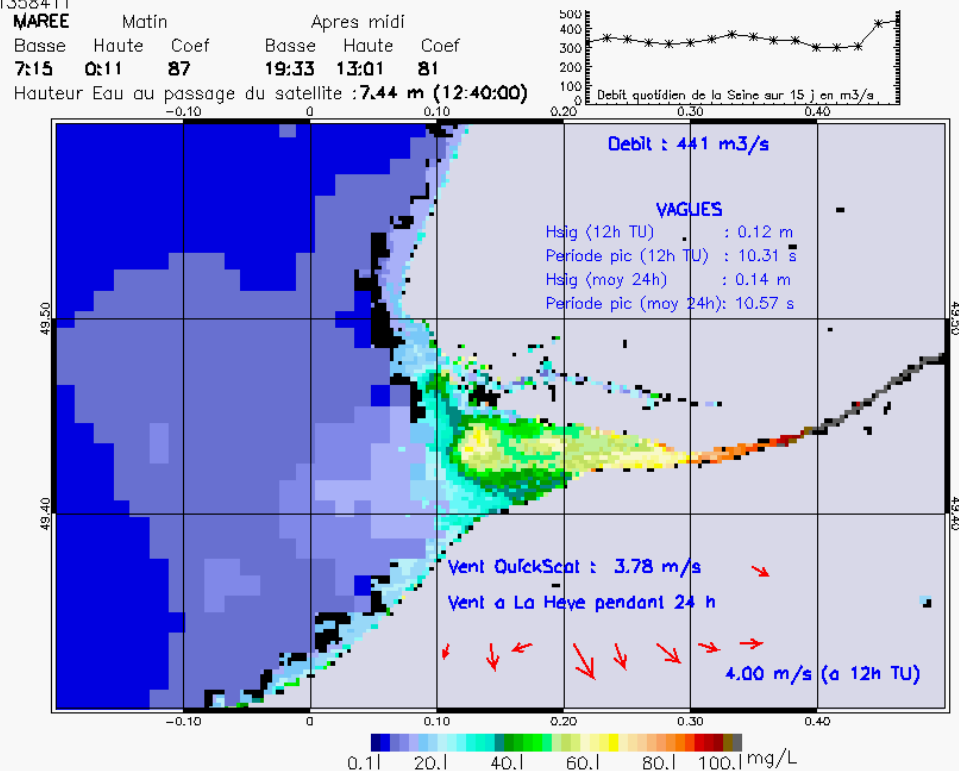 1358411
MAREE Matin Apres midi
Basse Haute Coef Basse Haute Coef
7:15 0:11 87 19:33 13:01 81
Hauteur Eau au passage du satellite : 7.44 m (12:40:00)
500
400
300
200
100
0
Debit quotidien de la Seine sur 15 j en m3/s
-0.10 0 0.10 0.20 0.30 0.40
Debit : 441 m3/s
VAGUES
Hsig (12h TU) : 0.12 m
Periode pic (12h TU) : 10.31 s
Hsig (moy 24h) : 0.14 m
Periode pic (moy 24h): 10.57 s
49.50 49.50
49.40 49.40
Vent QuickScat : 3.78 m/s
Vent a La Heve pendant 24 h
4.00 m/s (a 12h TU)
-0.10 0 0.10 0.20 0.30 0.40
0.1 20.1 40.1 60.1 80.1 100.1 mg/L